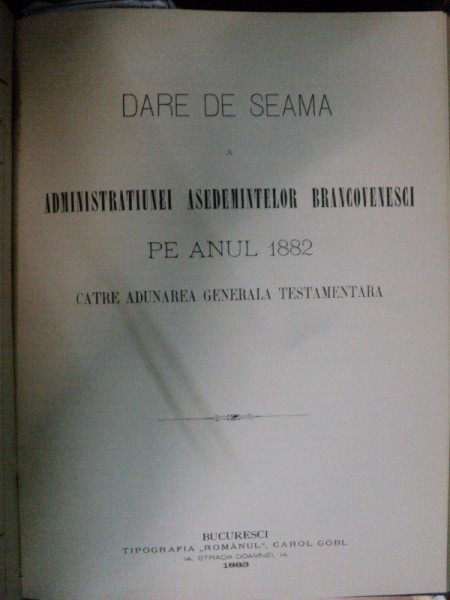 DARE DE SEAMA
A
ADMINISTRATIUNEI ASEDEMINTELOR BRANCOVENESCI
PE ANUL 1882
CATRE ADUNAREA GENERALA TESTAMENTARA
BUCURESCI
TIPOGRAFIA „ROMÂNUL“, CAROL GÖBL
14, STRADA DOAMNEI, 14
1883